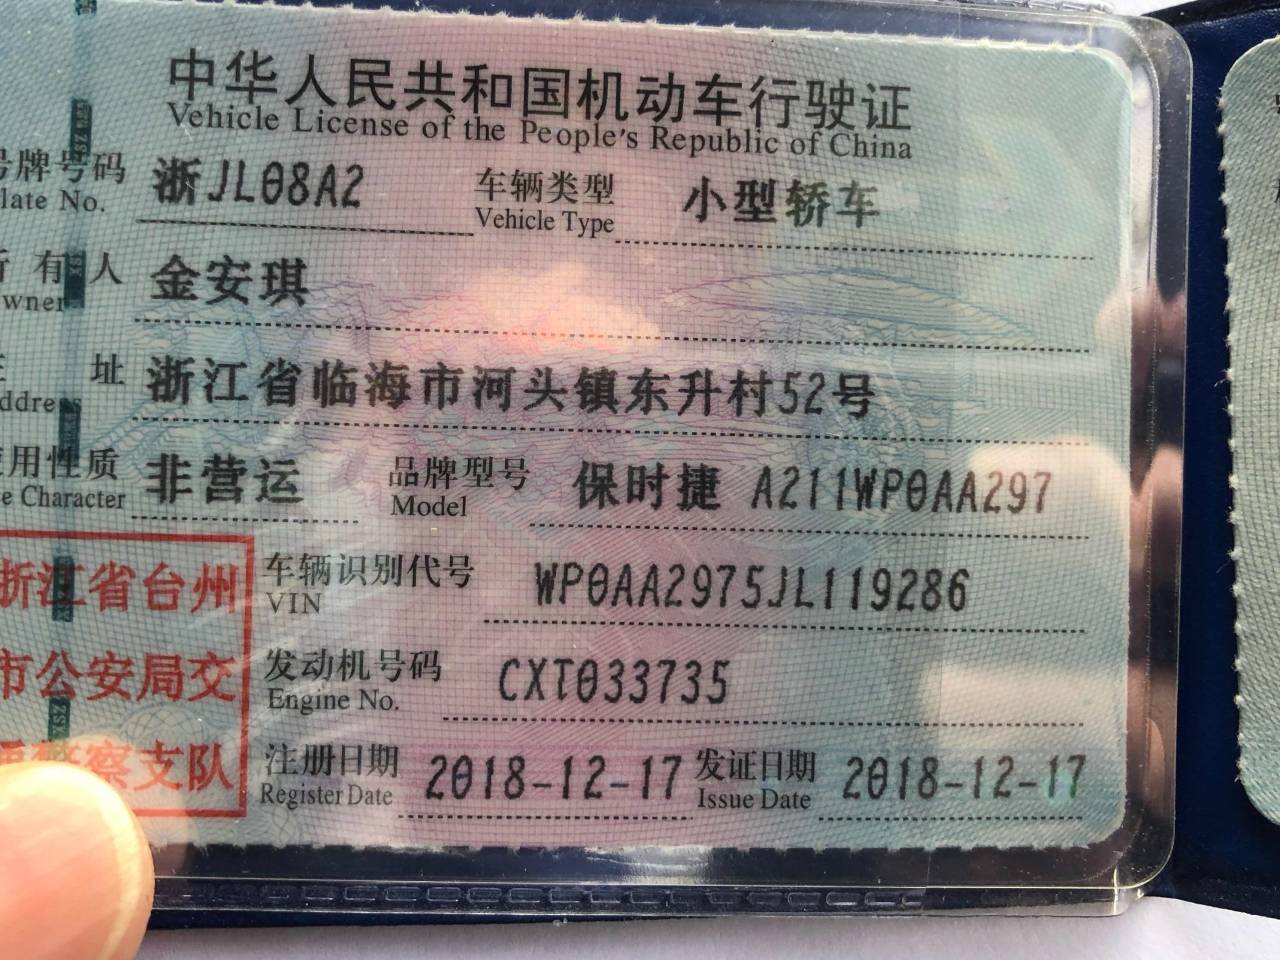 中华人民共和国机动车行驶证
Vehicle License of the People's Republic of China
号牌号码 浙JL08A2 车辆类型 小型轿车
late No. Vehicle Type
有人 金安琪
wner
址 浙江省临海市河头镇东升村52号
ddress
用性质 非营运 品牌型号 保时捷 A211WP0AA297
e Character Model
浙江省台州 车辆识别代号 WP0AA2975JL119286
VIN
市公安局交 发动机号码 CXT033735
Engine No.
警察支队 注册日期 2018-12-17 发证日期 2018-12-17
Register Date Issue Date